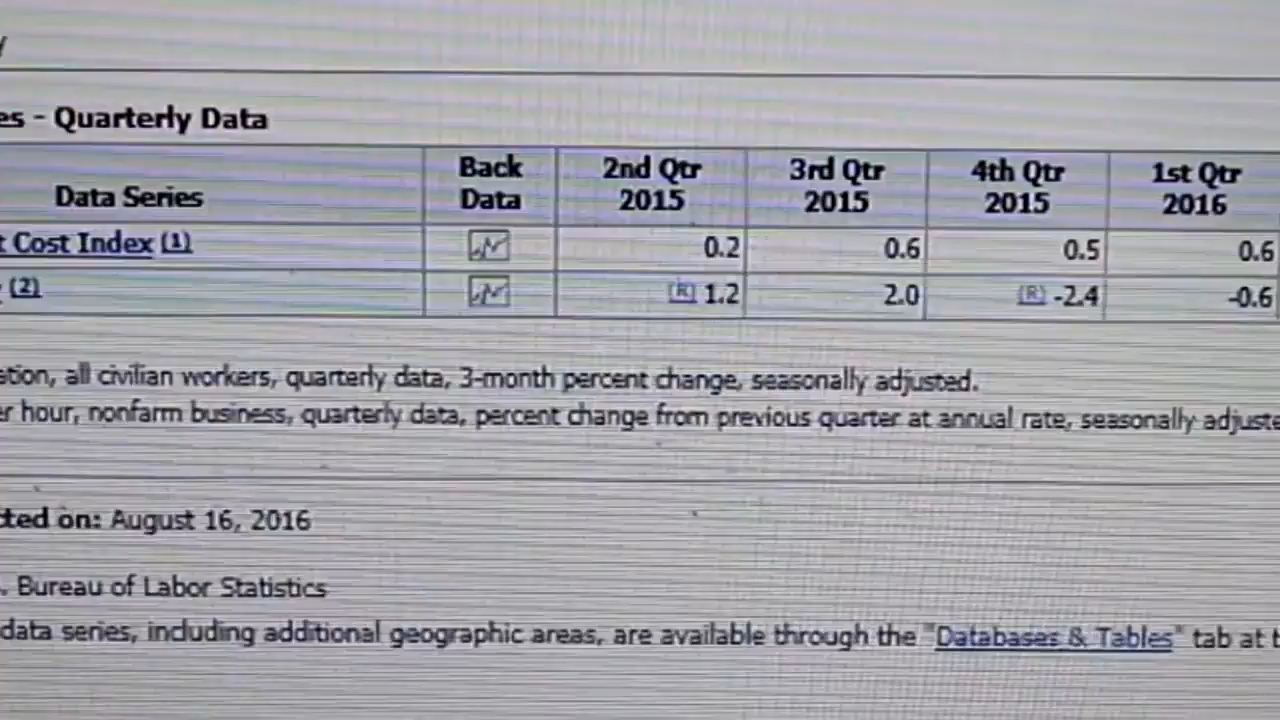 y
es - Quarterly Data
Data Series Back Data 2nd Qtr 2015 3rd Qtr 2015 4th Qtr 2015 1st Qtr 2016
t Cost Index (1) 0.2 0.6 0.5 0.6
(2) (R) 1.2 2.0 (R) -2.4 -0.6
ation, all civilian workers, quarterly data, 3-month percent change, seasonally adjusted.
er hour, nonfarm business, quarterly data, percent change from previous quarter at annual rate, seasonally adjuste
cted on: August 16, 2016
. Bureau of Labor Statistics
data series, including additional geographic areas, are available through the "Databases & Tables" tab at t